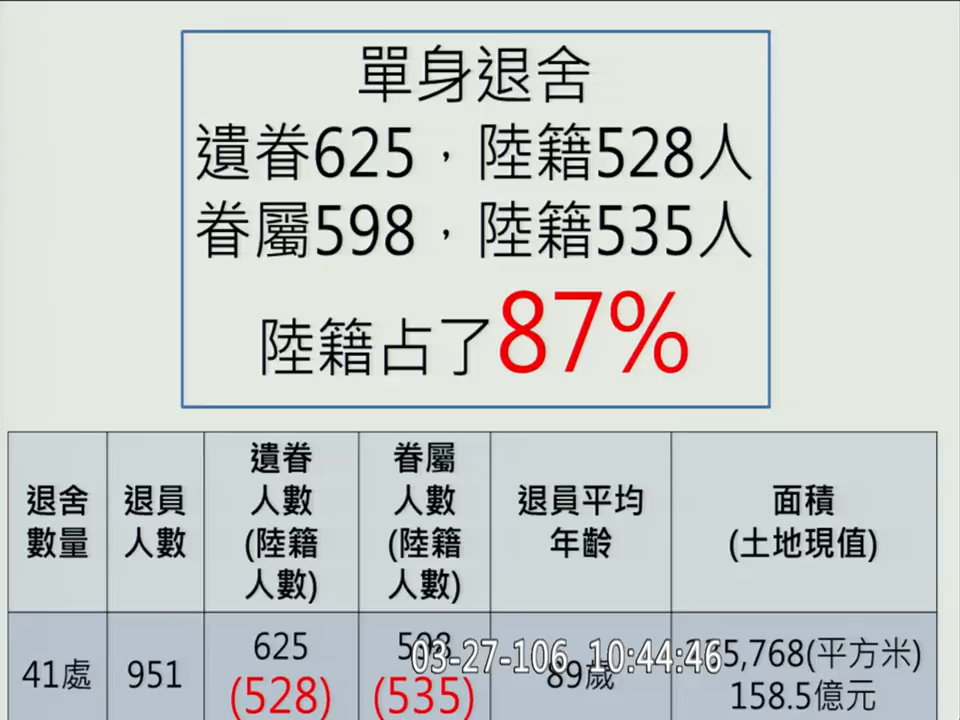 單身退舍
遺眷625，陸籍528人
眷屬598，陸籍535人
陸籍占了87%
退舍
數量
退員
人數
遺眷
人數
(陸籍
人數)
眷屬
人數
(陸籍
人數)
退員平均
年齡
面積
(土地現值)
41處
951
625
(528)
598
(535)
89歲
5,768(平方米)
158.5億元
03-27-106 10:44:46